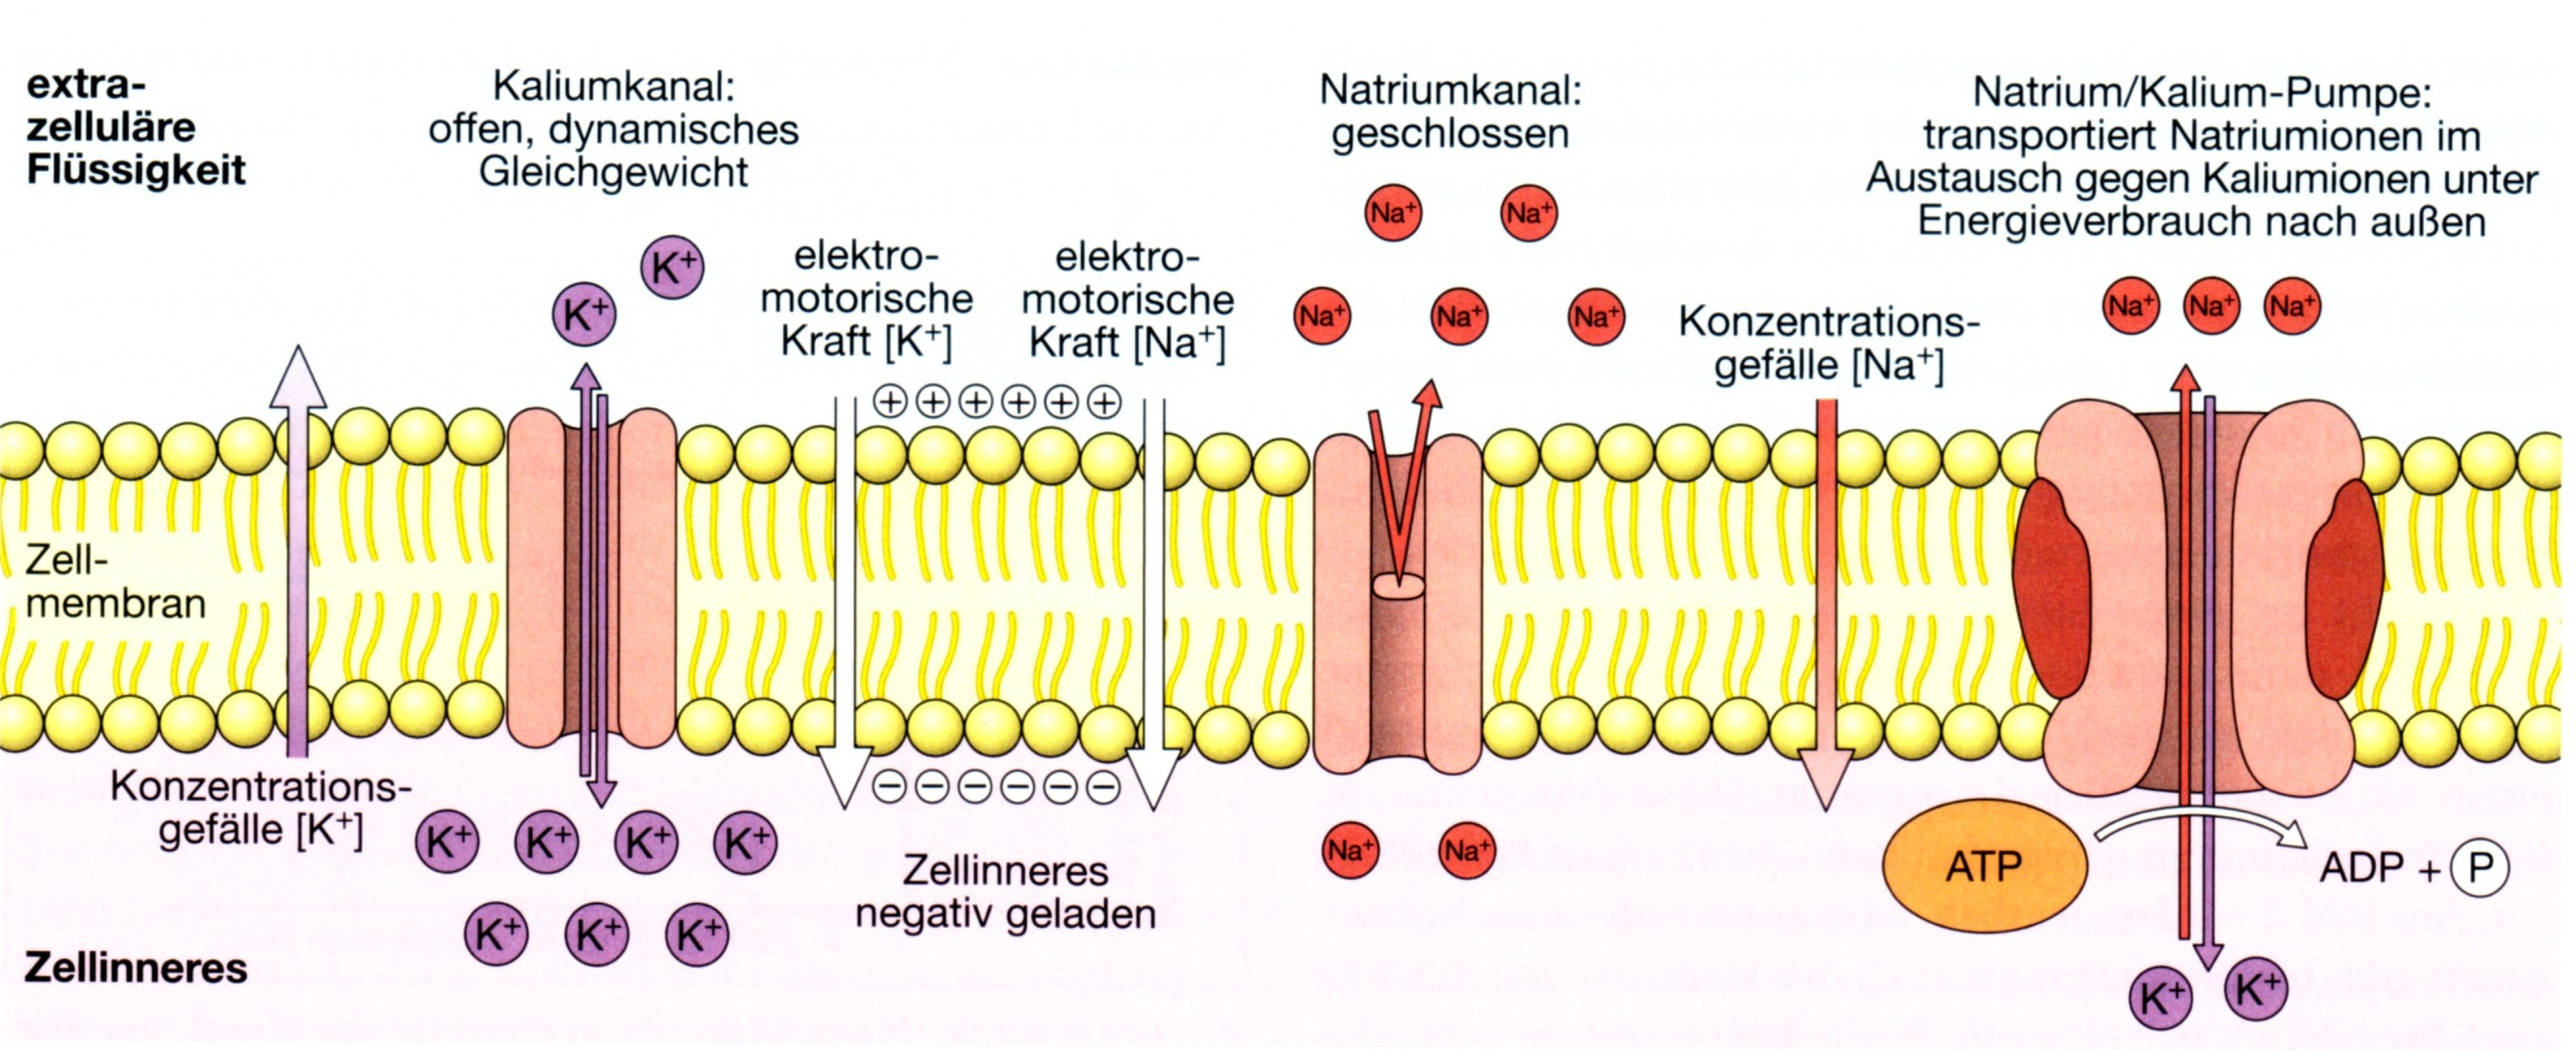 extra-
zelluläre
Flüssigkeit
Kaliumkanal:
offen, dynamisches
Gleichgewicht
K+
K+
elektro-
motorische
Kraft [K+]
elektro-
motorische
Kraft [Na+]
+ + + + + +
Natriumkanal:
geschlossen
Na+ Na+
Na+ Na+ Na+
Konzentrations-
gefälle [Na+]
Natrium/Kalium-Pumpe:
transportiert Natriumionen im
Austausch gegen Kaliumionen unter
Energieverbrauch nach außen
Na+ Na+ Na+
Zell-
membran
Konzentrations-
gefälle [K+]
K+ K+ K+ K+
K+ K+ K+
− − − − − −
Zellinneres
negativ geladen
Na+ Na+
ATP
ADP + P
K+ K+
Zellinneres